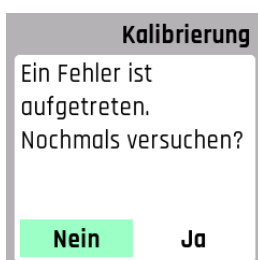 Kalibrierung
Ein Fehler ist
aufgetreten.
Nochmals versuchen?
Nein Ja